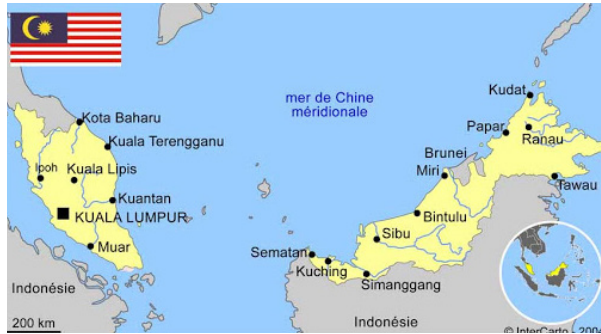 Kudat
mer de Chine
méridionale
Kota Baharu
Papar
Ranau
Kuala Terengganu
Brunei
Ipoh
Kuala Lipis
Miri
Tawau
Kuantan
KUALA LUMPUR
Bintulu
Sibu
Muar
Sematan
Kuching
Simanggang
Indonésie
Indonésie
200 km
© InterCarto - 2004